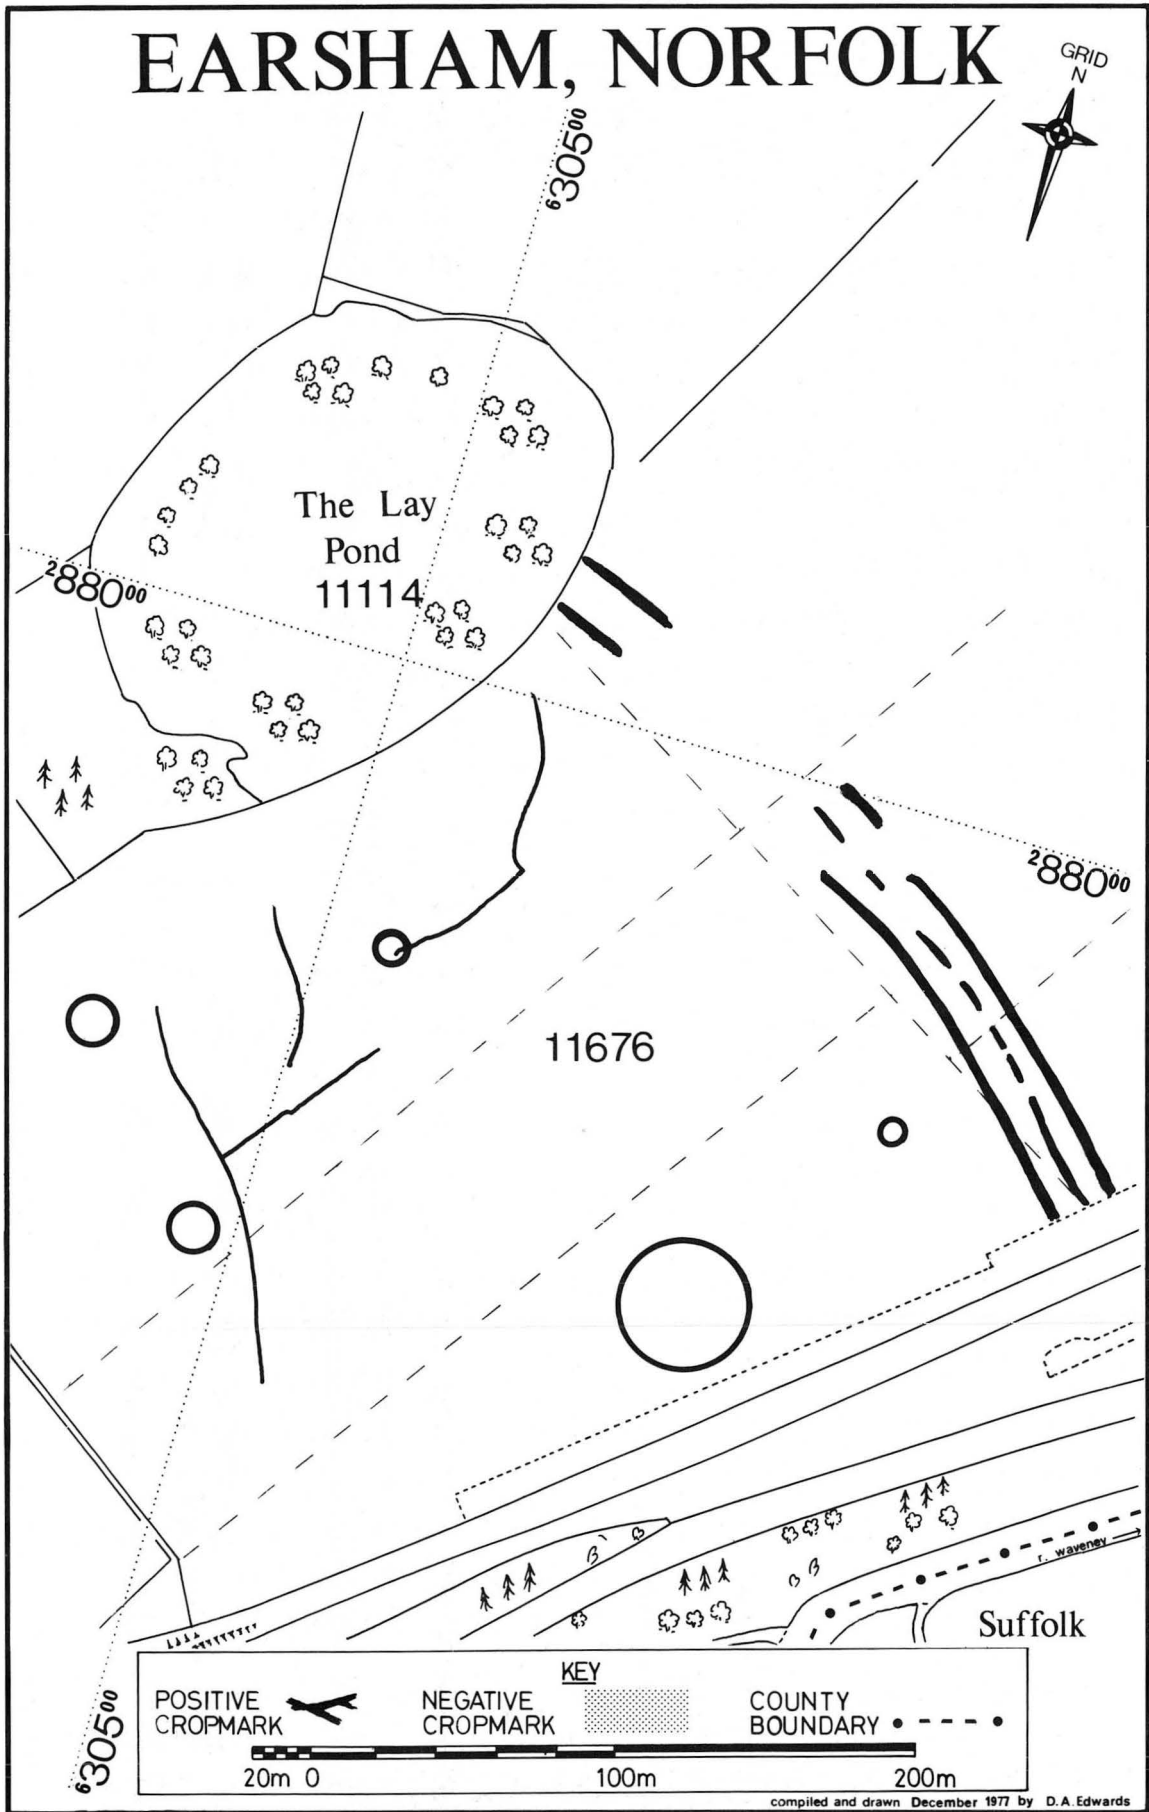 EARSHAM, NORFOLK
GRID
N
⁶305⁰⁰
The Lay
Pond
11114
²880⁰⁰
²880⁰⁰
11676
r. waveney
Suffolk
KEY
POSITIVE CROPMARK
NEGATIVE CROPMARK
COUNTY BOUNDARY
⁶305⁰⁰
20m 0 100m 200m
compiled and drawn December 1977 by D.A.Edwards